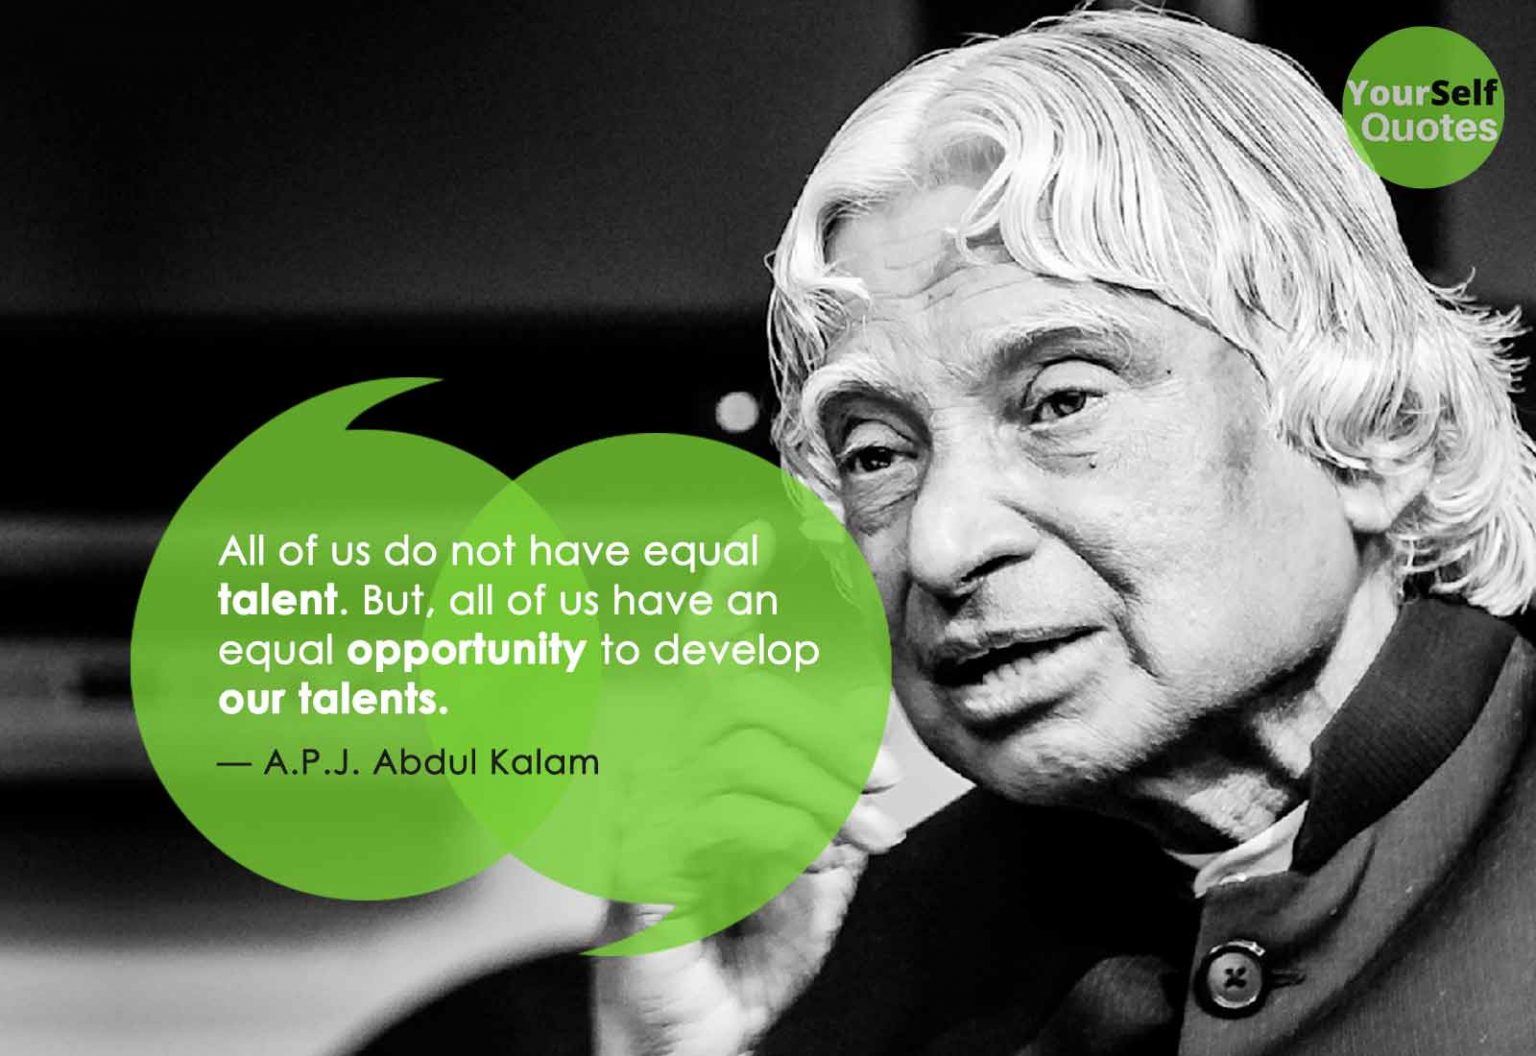 YourSelf
Quotes
All of us do not have equal
talent. But, all of us have an
equal opportunity to develop
our talents.
— A.P.J. Abdul Kalam